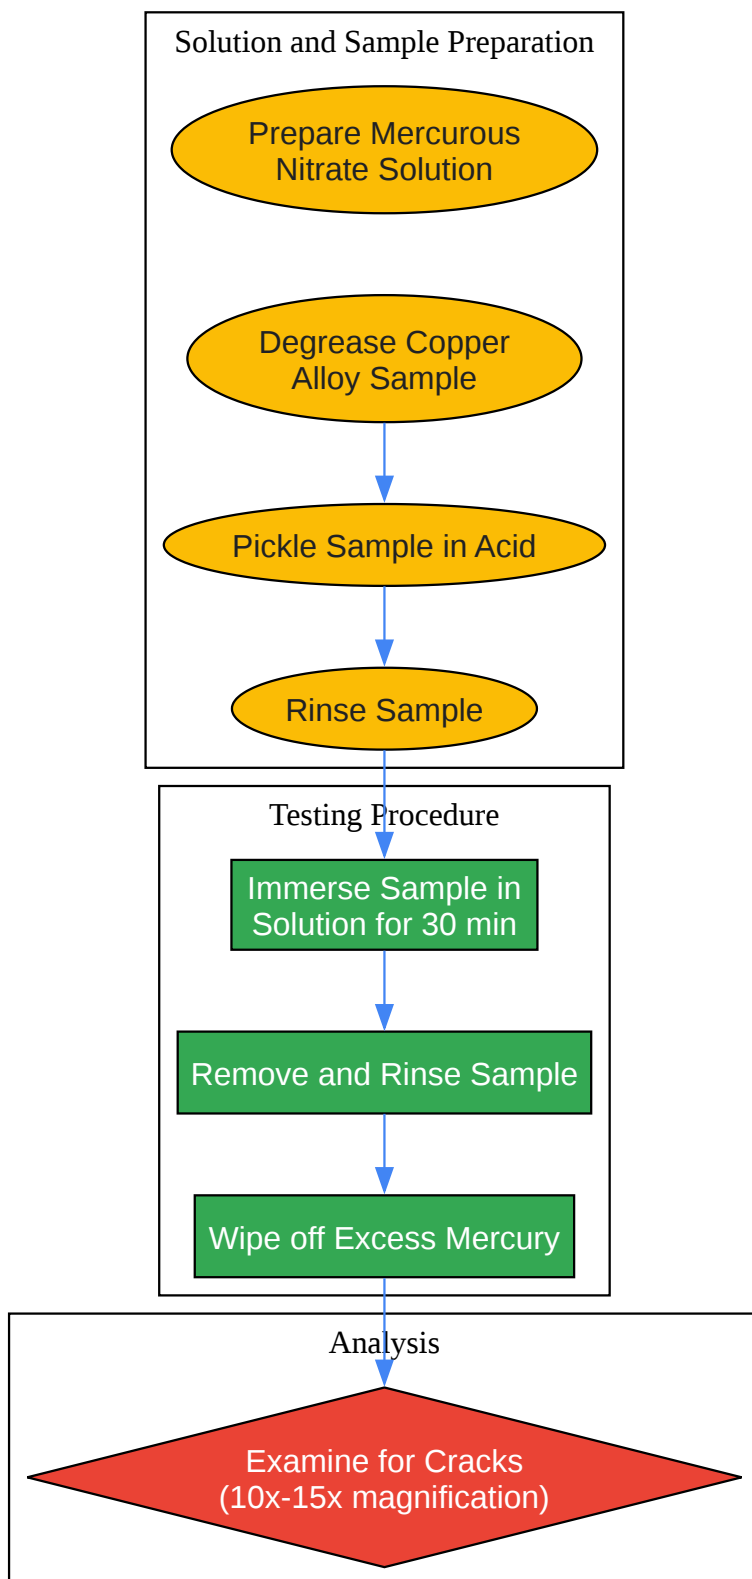 Solution and Sample Preparation
Prepare Mercurous
Nitrate Solution
Degrease Copper
Alloy Sample
Pickle Sample in Acid
Rinse Sample
Testing Procedure
Immerse Sample in
Solution for 30 min
Remove and Rinse Sample
Wipe off Excess Mercury
Analysis
Examine for Cracks
(10x-15x magnification)